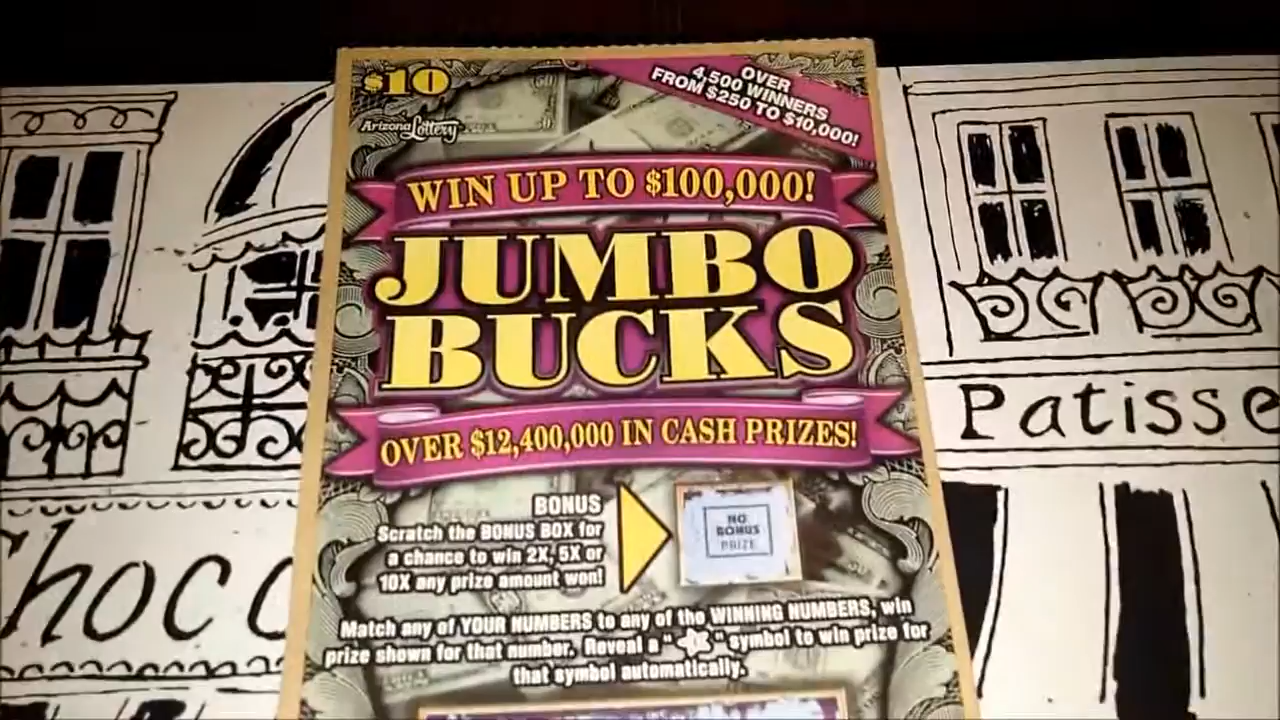 $10
OVER
4,500 WINNERS
FROM $250 TO $10,000!
Arizona Lottery
WIN UP TO $100,000!
JUMBO
BUCKS
OVER $12,400,000 IN CASH PRIZES!
BONUS
Scratch the BONUS BOX for
a chance to win 2X, 5X or
10X any prize amount won!
NO
BONUS
PRIZE
Match any of YOUR NUMBERS to any of the WINNING NUMBERS, win
prize shown for that number. Reveal a " " symbol to win prize for
that symbol automatically.
Patisse
hoco